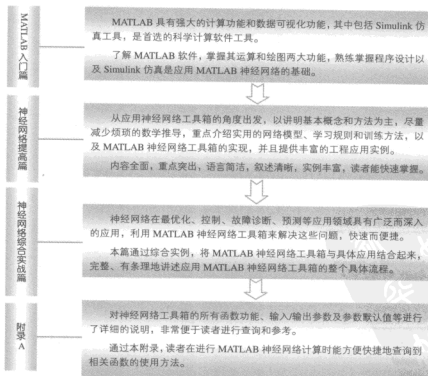 MATLAB入门篇
MATLAB 具有强大的计算功能和数据可视化功能，其中包括 Simulink 仿
真工具，是首选的科学计算软件工具。
了解 MATLAB 软件，掌握其运算和绘图两大功能，熟练掌握程序设计以
及 Simulink 仿真是应用 MATLAB 神经网络的基础。
神经网络提高篇
从应用神经网络工具箱的角度出发，以讲明基本概念和方法为主，尽量
减少烦琐的数学推导，重点介绍实用的网络模型、学习规则和训练方法，以
及 MATLAB 神经网络工具箱的实现，并且提供丰富的工程应用实例。
内容全面，重点突出，语言简洁，叙述清晰，实例丰富，读者能快速掌握。
神经网络综合实战篇
神经网络在最优化、控制、故障诊断、预测等应用领域具有广泛而深入
的应用，利用 MATLAB 神经网络工具箱来解决这些问题，快速而便捷。
本篇通过综合实例，将 MATLAB 神经网络工具箱与具体应用结合起来，
完整、有条理地讲述应用 MATLAB 神经网络工具箱的整个具体流程。
附录A
对神经网络工具箱的所有函数功能、输入/输出参数及参数默认值等进行
了详细的说明，非常便于读者进行查询和参考。
通过本附录，读者在进行 MATLAB 神经网络计算时能方便快捷地查询到
相关函数的使用方法。